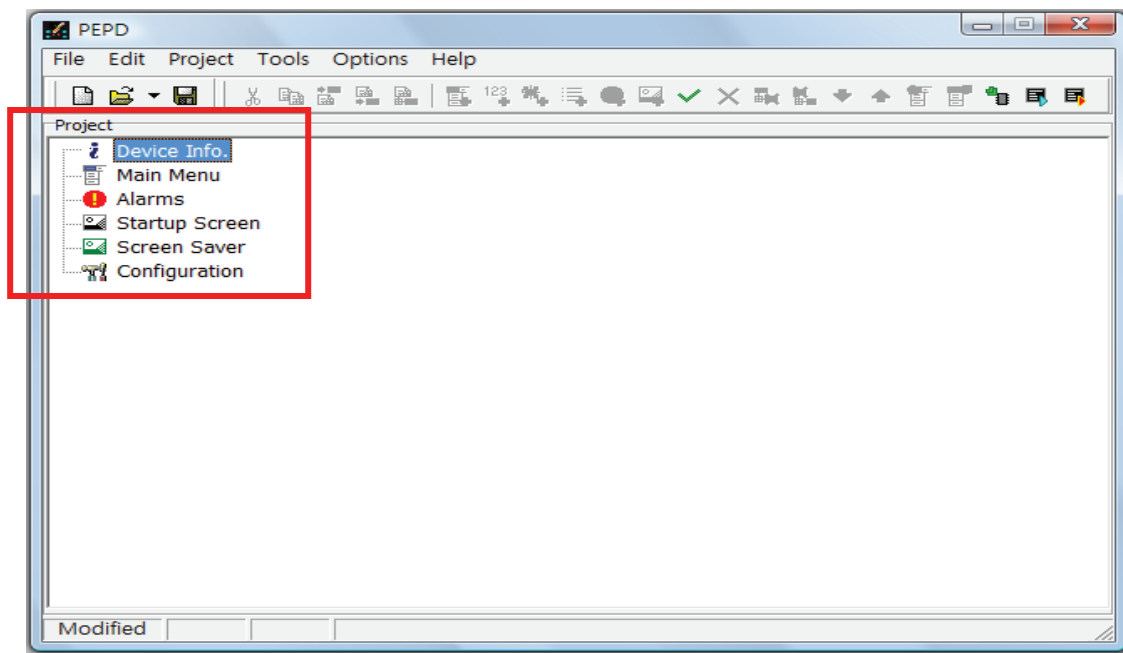 PEPD
File Edit Project Tools Options Help
123
Project
Device Info.
Main Menu
Alarms
Startup Screen
Screen Saver
Configuration
Modified